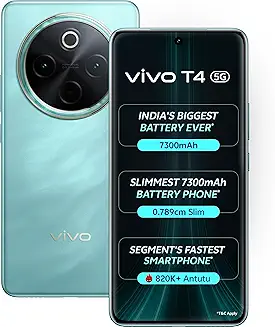 vivo T4 5G
INDIA'S BIGGEST
BATTERY EVER*
7300mAh
SLIMMEST 7300mAh
BATTERY PHONE*
0.789cm Slim
SEGMENT'S FASTEST
SMARTPHONE*
820K+ Antutu
*T&C Apply
vivo